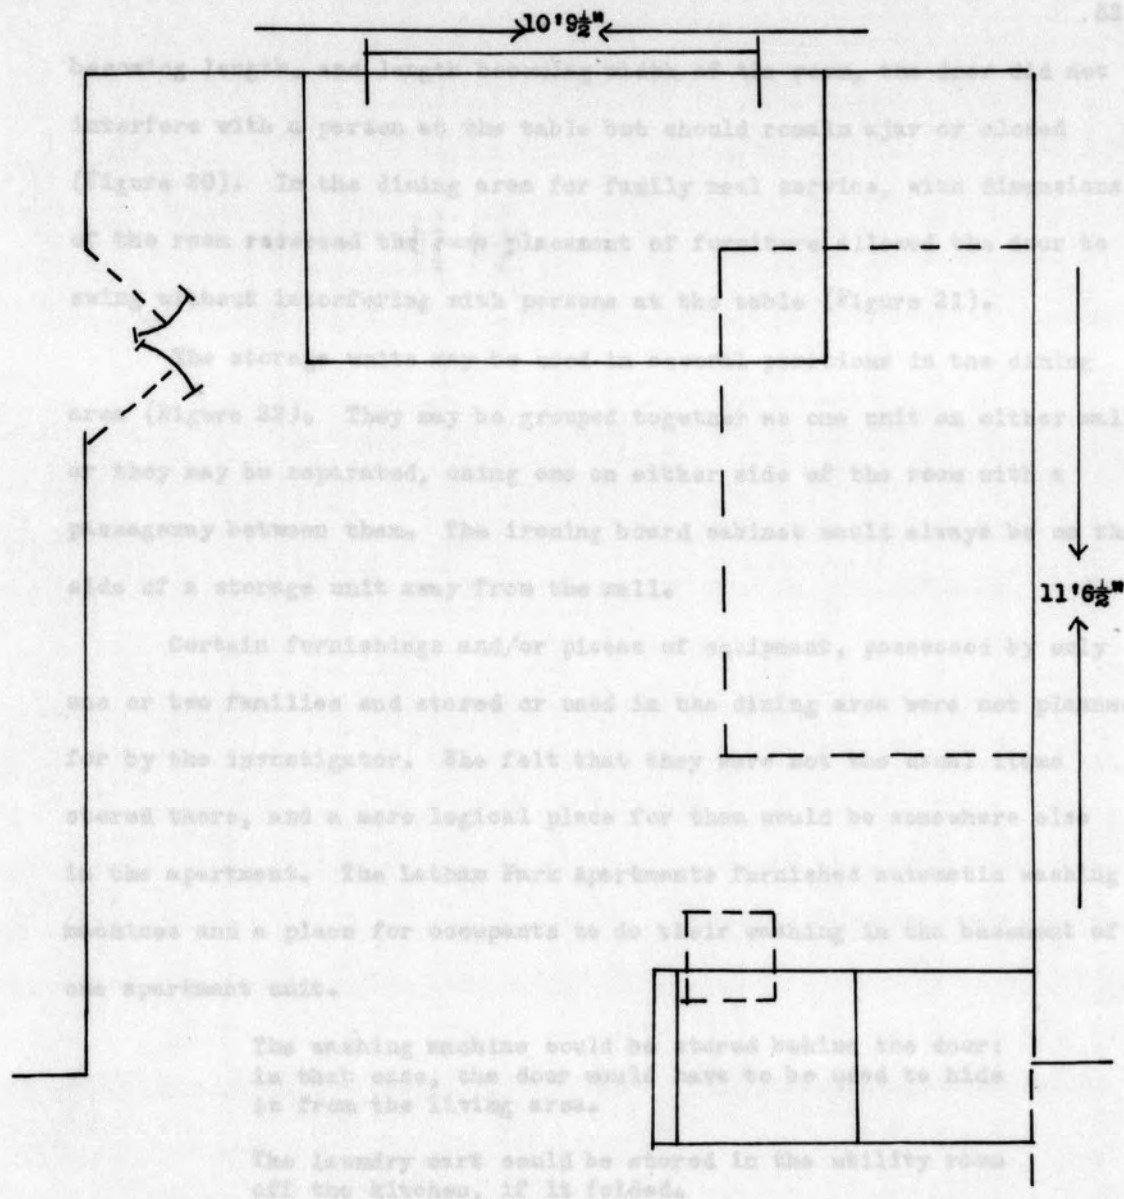 52.
10'9½"
becoming length, and length becoming width of the room, the door did not
interfere with a person at the table but should remain ajar or closed
(Figure 20). In the dining area for family meal service, with dimensions
of the room reversed the same placement of furniture allowed the door to
swing without interfering with persons at the table (Figure 21).
The storage units may be used in several positions in the dining
area (Figure 22). They may be grouped together as one unit on either wall
or they may be separated, using one on either side of the room with a
passageway between them. The ironing board cabinet would always be on the
side of a storage unit away from the wall.
11'6½"
Certain furnishings and/or pieces of equipment, possessed by only
one or two families and stored or used in the dining area were not planned
for by the investigator. She felt that they were not the usual items
stored there, and a more logical place for them would be somewhere else
in the apartment. The Latham Park Apartments furnished automatic washing
machines and a place for occupants to do their washing in the basement of
one apartment unit.
The washing machine could be stored behind the door;
in that case, the door would have to be used to hide
it from the living area.
The laundry cart could be stored in the utility room
off the kitchen, if it folded.